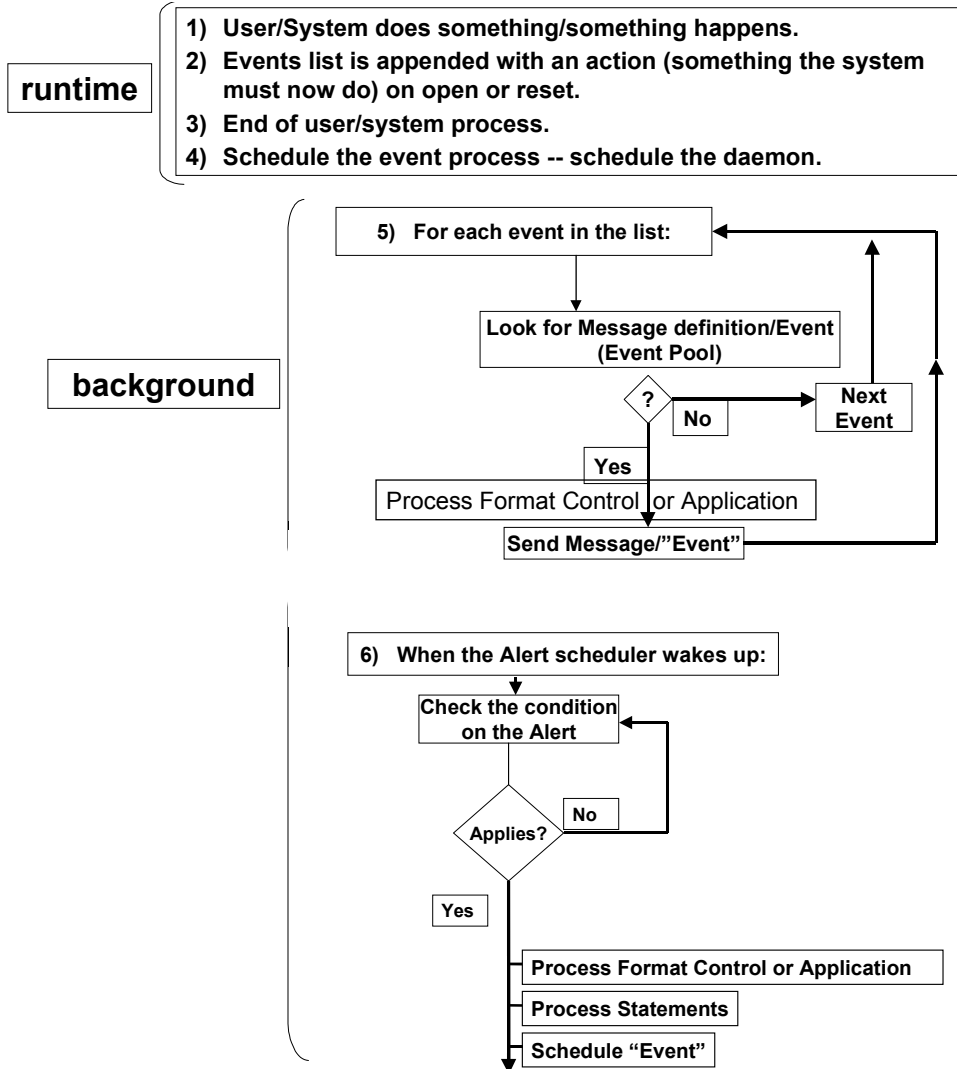 runtime
1) User/System does something/something happens.
2) Events list is appended with an action (something the system
must now do) on open or reset.
3) End of user/system process.
4) Schedule the event process -- schedule the daemon.
background
5) For each event in the list:
Look for Message definition/Event
(Event Pool)
?
No
Next
Event
Yes
Process Format Control or Application
Send Message/”Event”
6) When the Alert scheduler wakes up:
Check the condition
on the Alert
Applies?
No
Yes
Process Format Control or Application
Process Statements
Schedule “Event”